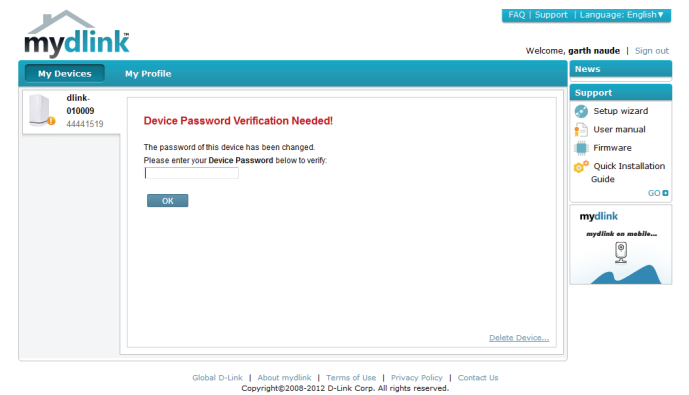 FAQ | Support | Language: English▼
mydlink™
Welcome, garth naude | Sign out
My Devices
My Profile
dlink-
010009
44441519
Device Password Verification Needed!
The password of this device has been changed.
Please enter your Device Password below to verify:
OK
Delete Device...
News
Support
Setup wizard
User manual
Firmware
Quick Installation
Guide
GO
mydlink
mydlink on mobile...
Global D-Link | About mydlink | Terms of Use | Privacy Policy | Contact Us
Copyright©2008-2012 D-Link Corp. All rights reserved.